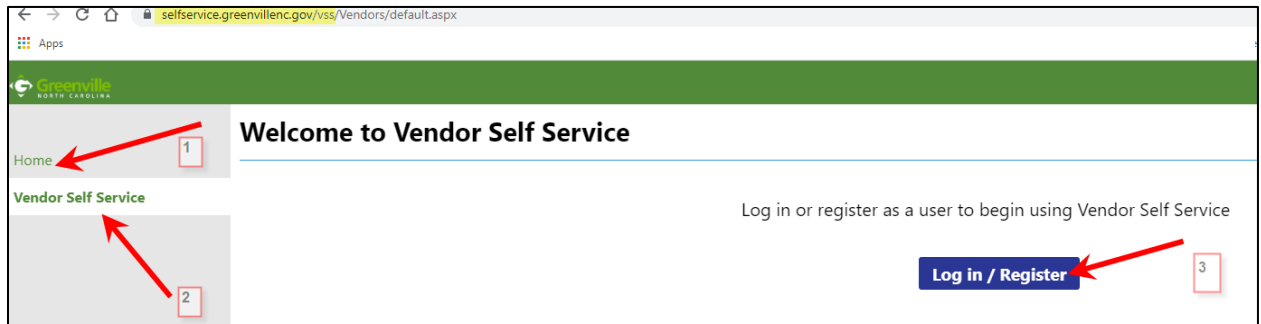 selfservice.greenvillenc.gov/vss/Vendors/default.aspx
Apps
Greenville
NORTH CAROLINA
Welcome to Vendor Self Service
1
Home
Vendor Self Service
Log in or register as a user to begin using Vendor Self Service
Log in / Register
3
2